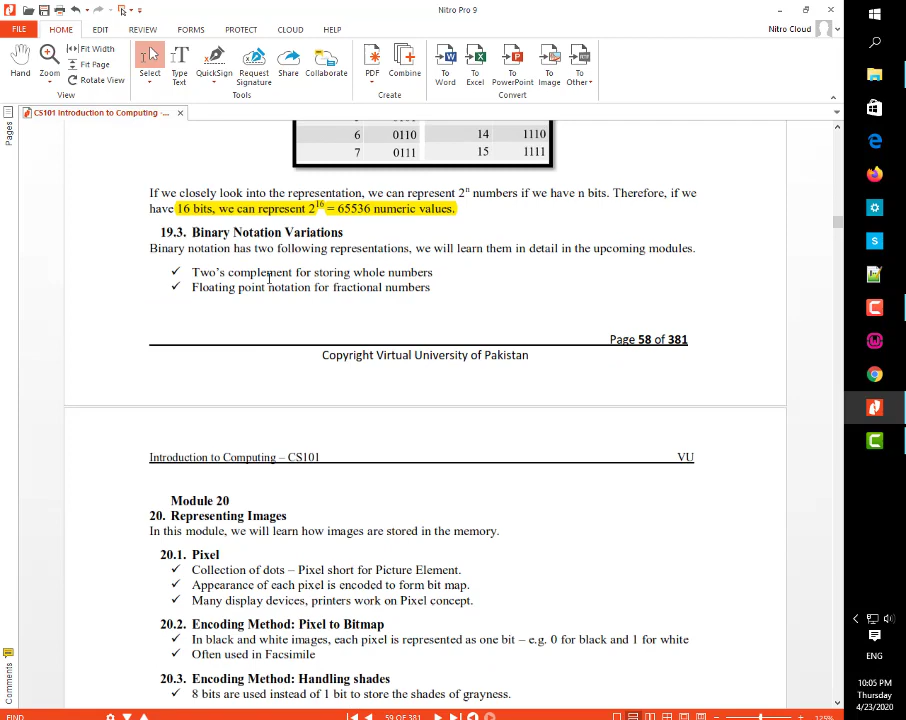 Nitro Pro 9
FILE HOME EDIT REVIEW FORMS PROTECT CLOUD HELP
Nitro Cloud
Hand Zoom Fit Width Fit Page Rotate View
View
Select Type Text QuickSign Request Signature Share Collaborate
Tools
PDF Combine
Create
To Word To Excel To PowerPoint To Image To Other
Convert
CS101 Introduction to Computing -...
Pages
6 0110 14 1110
7 0111 15 1111
If we closely look into the representation, we can represent 2ⁿ numbers if we have n bits. Therefore, if we
have 16 bits, we can represent 2¹⁶ = 65536 numeric values.
19.3. Binary Notation Variations
Binary notation has two following representations, we will learn them in detail in the upcoming modules.
✓ Two's complement for storing whole numbers
✓ Floating point notation for fractional numbers
Page 58 of 381
Copyright Virtual University of Pakistan
Introduction to Computing – CS101 VU
Module 20
20. Representing Images
In this module, we will learn how images are stored in the memory.
20.1. Pixel
✓ Collection of dots – Pixel short for Picture Element.
✓ Appearance of each pixel is encoded to form bit map.
✓ Many display devices, printers work on Pixel concept.
20.2. Encoding Method: Pixel to Bitmap
✓ In black and white images, each pixel is represented as one bit – e.g. 0 for black and 1 for white
✓ Often used in Facsimile
20.3. Encoding Method: Handling shades
✓ 8 bits are used instead of 1 bit to store the shades of grayness.
Comments
FIND
59 OF 381
125%
ENG
10:05 PM
Thursday
4/23/2020